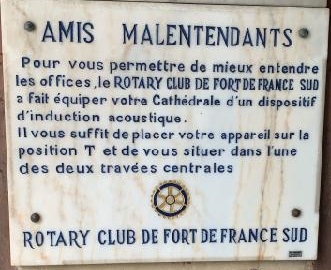 AMIS MALENTENDANTS
Pour vous permettre de mieux entendre
les offices, le ROTARY CLUB DE FORT DE FRANCE SUD
a fait équiper votre Cathédrale d'un dispositif
d'induction acoustique.
Il vous suffit de placer votre appareil sur la
position T et de vous situer dans l'une
des deux travées centrales
ROTARY CLUB DE FORT DE FRANCE SUD